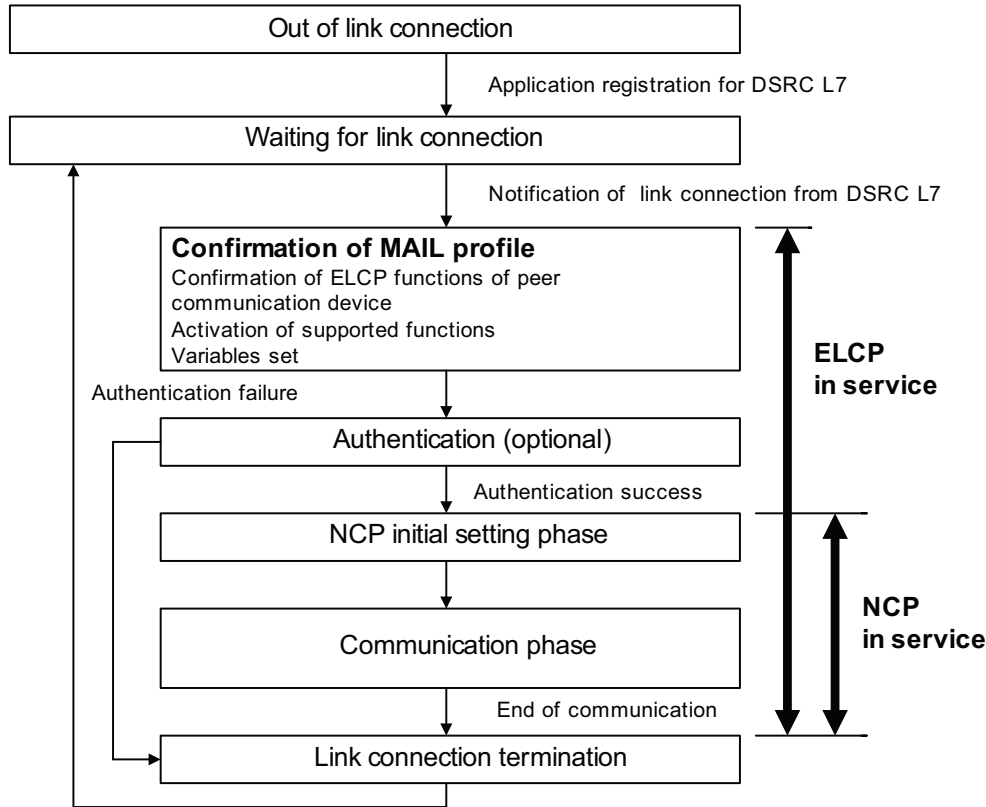 Out of link connection
Application registration for DSRC L7
Waiting for link connection
Notification of link connection from DSRC L7
Confirmation of MAIL profile
Confirmation of ELCP functions of peer
communication device
Activation of supported functions
Variables set
ELCP
in service
Authentication failure
Authentication (optional)
Authentication success
NCP initial setting phase
NCP
in service
Communication phase
End of communication
Link connection termination